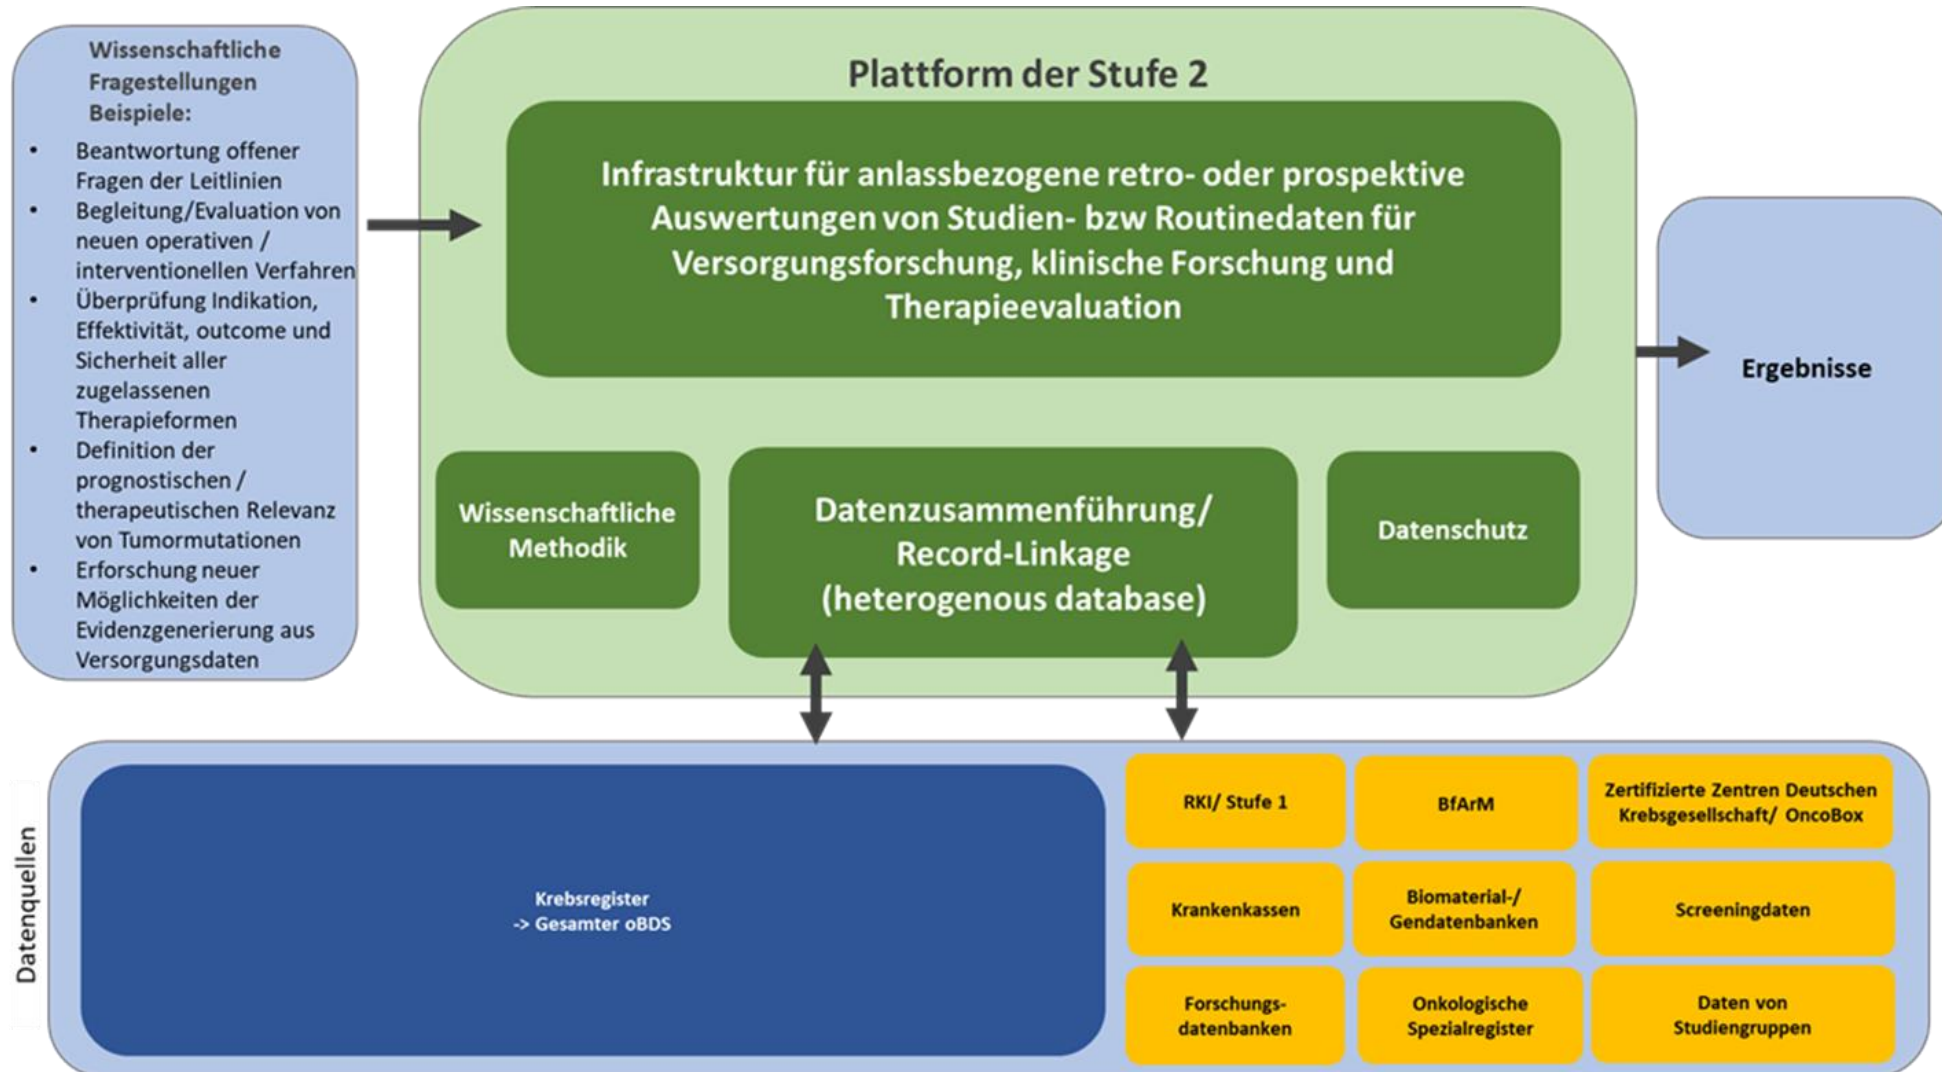 Wissenschaftliche
Fragestellungen
Beispiele:
• Beantwortung offener
Fragen der Leitlinien
• Begleitung/Evaluation von
neuen operativen /
interventionellen Verfahren
• Überprüfung Indikation,
Effektivität, outcome und
Sicherheit aller
zugelassenen
Therapieformen
• Definition der
prognostischen /
therapeutischen Relevanz
von Tumormutationen
• Erforschung neuer
Möglichkeiten der
Evidenzgenerierung aus
Versorgungsdaten
Plattform der Stufe 2
Infrastruktur für anlassbezogene retro- oder prospektive
Auswertungen von Studien- bzw Routinedaten für
Versorgungsforschung, klinische Forschung und
Therapieevaluation
Wissenschaftliche
Methodik
Datenzusammenführung/
Record-Linkage
(heterogenous database)
Datenschutz
Ergebnisse
Datenquellen
Krebsregister
-> Gesamter oBDS
RKI/ Stufe 1
BfArM
Zertifizierte Zentren Deutschen
Krebsgesellschaft/ OncoBox
Krankenkassen
Biomaterial-/
Gendatenbanken
Screeningdaten
Forschungs-
datenbanken
Onkologische
Spezialregister
Daten von
Studiengruppen